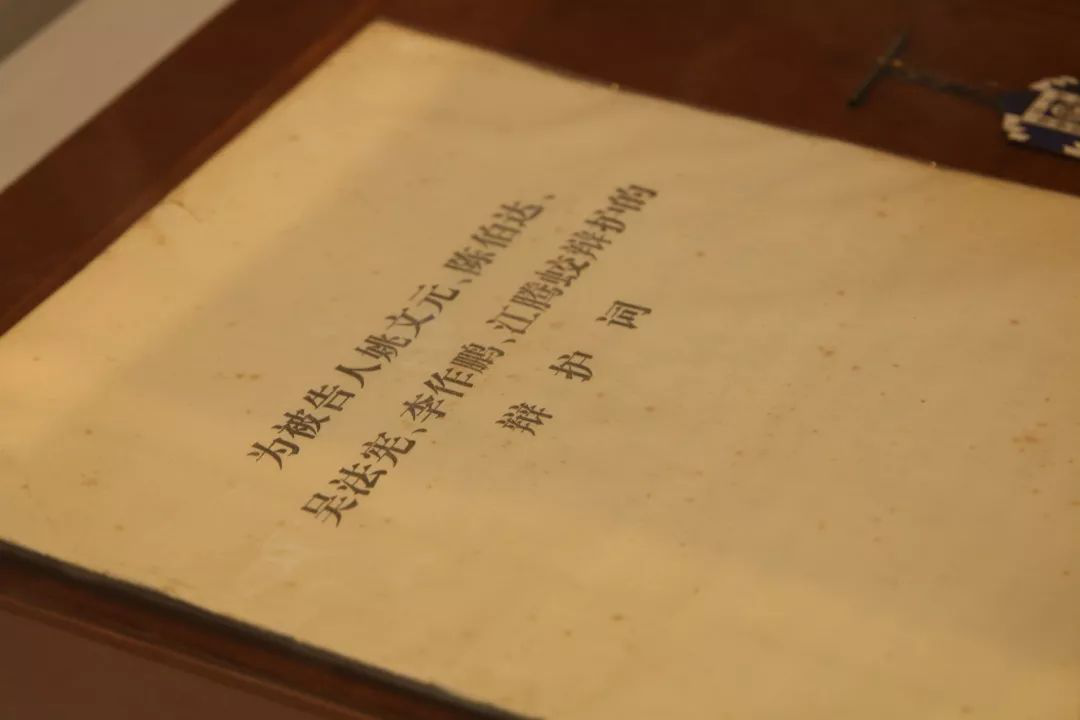 为被告人姚文元、陈伯达、
吴法宪、李作鹏、江腾蛟辩护的
辩护词